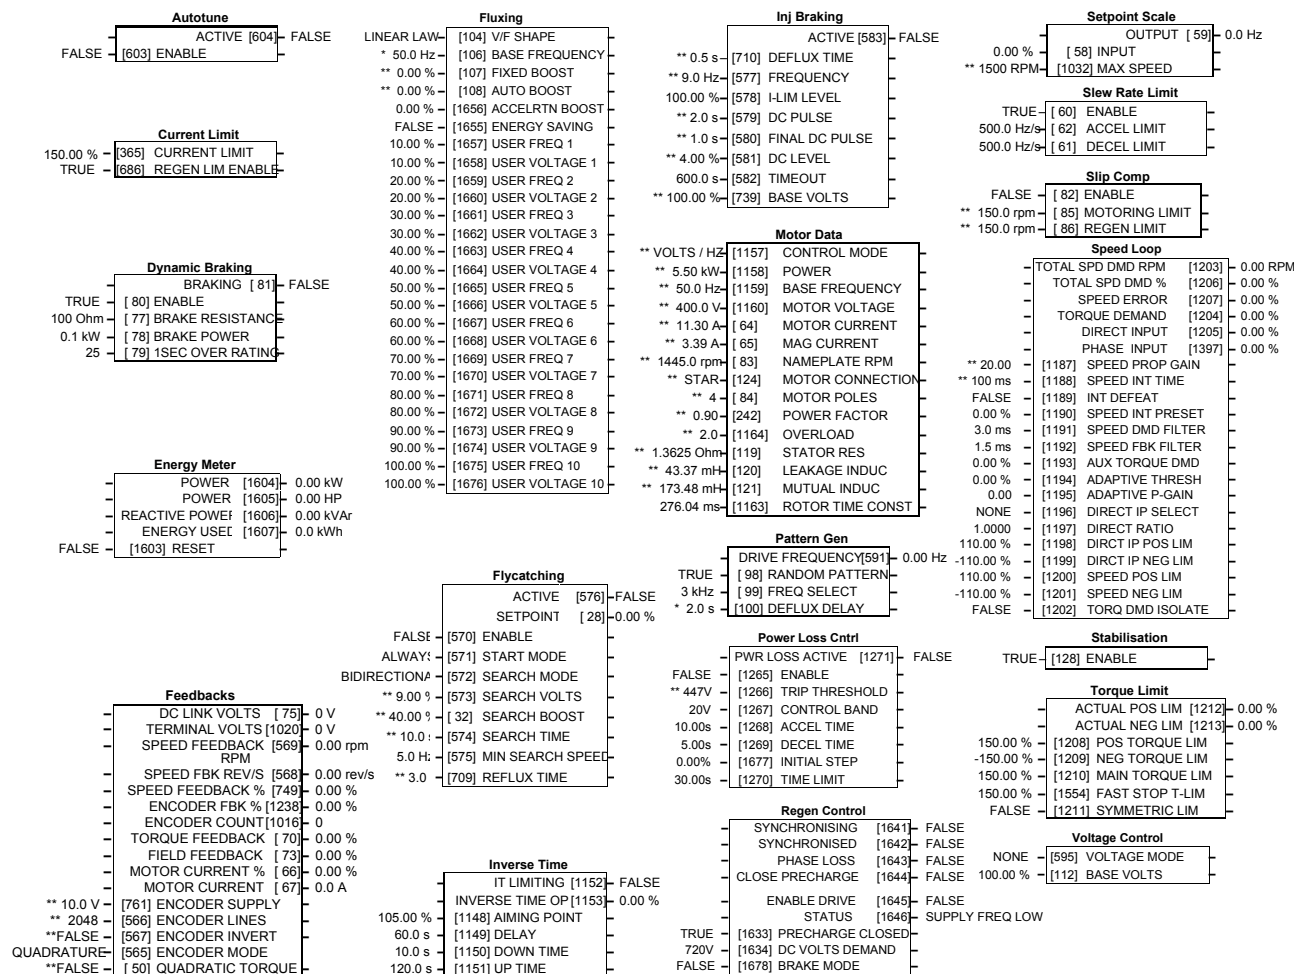 Autotune
ACTIVE [604] FALSE
FALSE [603] ENABLE
Current Limit
150.00 % [365] CURRENT LIMIT
TRUE [686] REGEN LIM ENABLE
Dynamic Braking
BRAKING [ 81] FALSE
TRUE [ 80] ENABLE
100 Ohm [ 77] BRAKE RESISTANCE
0.1 kW [ 78] BRAKE POWER
25 [ 79] 1SEC OVER RATING
Energy Meter
POWER [1604] 0.00 kW
POWER [1605] 0.00 HP
REACTIVE POWER [1606] 0.00 kVAr
ENERGY USED [1607] 0.0 kWh
FALSE [1603] RESET
Feedbacks
DC LINK VOLTS [ 75] 0 V
TERMINAL VOLTS [1020] 0 V
SPEED FEEDBACK [569] 0.00 rpm
RPM
SPEED FBK REV/S [568] 0.00 rev/s
SPEED FEEDBACK % [749] 0.00 %
ENCODER FBK % [1238] 0.00 %
ENCODER COUNT [1016] 0
TORQUE FEEDBACK [ 70] 0.00 %
FIELD FEEDBACK [ 73] 0.00 %
MOTOR CURRENT % [ 66] 0.00 %
MOTOR CURRENT [ 67] 0.0 A
** 10.0 V [761] ENCODER SUPPLY
** 2048 [566] ENCODER LINES
**FALSE [567] ENCODER INVERT
QUADRATURE [565] ENCODER MODE
**FALSE [ 50] QUADRATIC TORQUE
Fluxing
LINEAR LAW [104] V/F SHAPE
* 50.0 Hz [106] BASE FREQUENCY
** 0.00 % [107] FIXED BOOST
** 0.00 % [108] AUTO BOOST
0.00 % [1656] ACCELRTN BOOST
FALSE [1655] ENERGY SAVING
10.00 % [1657] USER FREQ 1
10.00 % [1658] USER VOLTAGE 1
20.00 % [1659] USER FREQ 2
20.00 % [1660] USER VOLTAGE 2
30.00 % [1661] USER FREQ 3
30.00 % [1662] USER VOLTAGE 3
40.00 % [1663] USER FREQ 4
40.00 % [1664] USER VOLTAGE 4
50.00 % [1665] USER FREQ 5
50.00 % [1666] USER VOLTAGE 5
60.00 % [1667] USER FREQ 6
60.00 % [1668] USER VOLTAGE 6
70.00 % [1669] USER FREQ 7
70.00 % [1670] USER VOLTAGE 7
80.00 % [1671] USER FREQ 8
80.00 % [1672] USER VOLTAGE 8
90.00 % [1673] USER FREQ 9
90.00 % [1674] USER VOLTAGE 9
100.00 % [1675] USER FREQ 10
100.00 % [1676] USER VOLTAGE 10
Flycatching
ACTIVE [576] FALSE
SETPOINT [ 28] 0.00 %
FALSE [570] ENABLE
ALWAYS [571] START MODE
BIDIRECTIONA [572] SEARCH MODE
** 9.00 % [573] SEARCH VOLTS
** 40.00 % [ 32] SEARCH BOOST
** 10.0 s [574] SEARCH TIME
5.0 Hz [575] MIN SEARCH SPEED
** 3.0 [709] REFLUX TIME
Inverse Time
IT LIMITING [1152] FALSE
INVERSE TIME OP [1153] 0.00 %
105.00 % [1148] AIMING POINT
60.0 s [1149] DELAY
10.0 s [1150] DOWN TIME
120.0 s [1151] UP TIME
Inj Braking
ACTIVE [583] FALSE
** 0.5 s [710] DEFLUX TIME
** 9.0 Hz [577] FREQUENCY
100.00 % [578] I-LIM LEVEL
** 2.0 s [579] DC PULSE
** 1.0 s [580] FINAL DC PULSE
** 4.00 % [581] DC LEVEL
600.0 s [582] TIMEOUT
** 100.00 % [739] BASE VOLTS
Motor Data
** VOLTS / HZ [1157] CONTROL MODE
** 5.50 kW [1158] POWER
** 50.0 Hz [1159] BASE FREQUENCY
** 400.0 V [1160] MOTOR VOLTAGE
** 11.30 A [ 64] MOTOR CURRENT
** 3.39 A [ 65] MAG CURRENT
** 1445.0 rpm [ 83] NAMEPLATE RPM
** STAR [124] MOTOR CONNECTION
** 4 [ 84] MOTOR POLES
** 0.90 [242] POWER FACTOR
** 2.0 [1164] OVERLOAD
** 1.3625 Ohm [119] STATOR RES
** 43.37 mH [120] LEAKAGE INDUC
** 173.48 mH [121] MUTUAL INDUC
276.04 ms [1163] ROTOR TIME CONST
Pattern Gen
DRIVE FREQUENCY [591] 0.00 Hz
TRUE [ 98] RANDOM PATTERN
3 kHz [ 99] FREQ SELECT
* 2.0 s [100] DEFLUX DELAY
Power Loss Cntrl
PWR LOSS ACTIVE [1271] FALSE
FALSE [1265] ENABLE
** 447V [1266] TRIP THRESHOLD
20V [1267] CONTROL BAND
10.00s [1268] ACCEL TIME
5.00s [1269] DECEL TIME
0.00% [1677] INITIAL STEP
30.00s [1270] TIME LIMIT
Regen Control
SYNCHRONISING [1641] FALSE
SYNCHRONISED [1642] FALSE
PHASE LOSS [1643] FALSE
CLOSE PRECHARGE [1644] FALSE
ENABLE DRIVE [1645] FALSE
STATUS [1646] SUPPLY FREQ LOW
TRUE [1633] PRECHARGE CLOSED
720V [1634] DC VOLTS DEMAND
FALSE [1678] BRAKE MODE
Setpoint Scale
OUTPUT [ 59] 0.0 Hz
0.00 % [ 58] INPUT
** 1500 RPM [1032] MAX SPEED
Slew Rate Limit
TRUE [ 60] ENABLE
500.0 Hz/s [ 62] ACCEL LIMIT
500.0 Hz/s [ 61] DECEL LIMIT
Slip Comp
FALSE [ 82] ENABLE
** 150.0 rpm [ 85] MOTORING LIMIT
** 150.0 rpm [ 86] REGEN LIMIT
Speed Loop
TOTAL SPD DMD RPM [1203] 0.00 RPM
TOTAL SPD DMD % [1206] 0.00 %
SPEED ERROR [1207] 0.00 %
TORQUE DEMAND [1204] 0.00 %
DIRECT INPUT [1205] 0.00 %
PHASE INPUT [1397] 0.00 %
** 20.00 [1187] SPEED PROP GAIN
** 100 ms [1188] SPEED INT TIME
FALSE [1189] INT DEFEAT
0.00 % [1190] SPEED INT PRESET
3.0 ms [1191] SPEED DMD FILTER
1.5 ms [1192] SPEED FBK FILTER
0.00 % [1193] AUX TORQUE DMD
0.00 % [1194] ADAPTIVE THRESH
0.00 [1195] ADAPTIVE P-GAIN
NONE [1196] DIRECT IP SELECT
1.0000 [1197] DIRECT RATIO
110.00 % [1198] DIRCT IP POS LIM
-110.00 % [1199] DIRCT IP NEG LIM
110.00 % [1200] SPEED POS LIM
-110.00 % [1201] SPEED NEG LIM
FALSE [1202] TORQ DMD ISOLATE
Stabilisation
TRUE [128] ENABLE
Torque Limit
ACTUAL POS LIM [1212] 0.00 %
ACTUAL NEG LIM [1213] 0.00 %
150.00 % [1208] POS TORQUE LIM
-150.00 % [1209] NEG TORQUE LIM
150.00 % [1210] MAIN TORQUE LIM
150.00 % [1554] FAST STOP T-LIM
FALSE [1211] SYMMETRIC LIM
Voltage Control
NONE [595] VOLTAGE MODE
100.00 % [112] BASE VOLTS